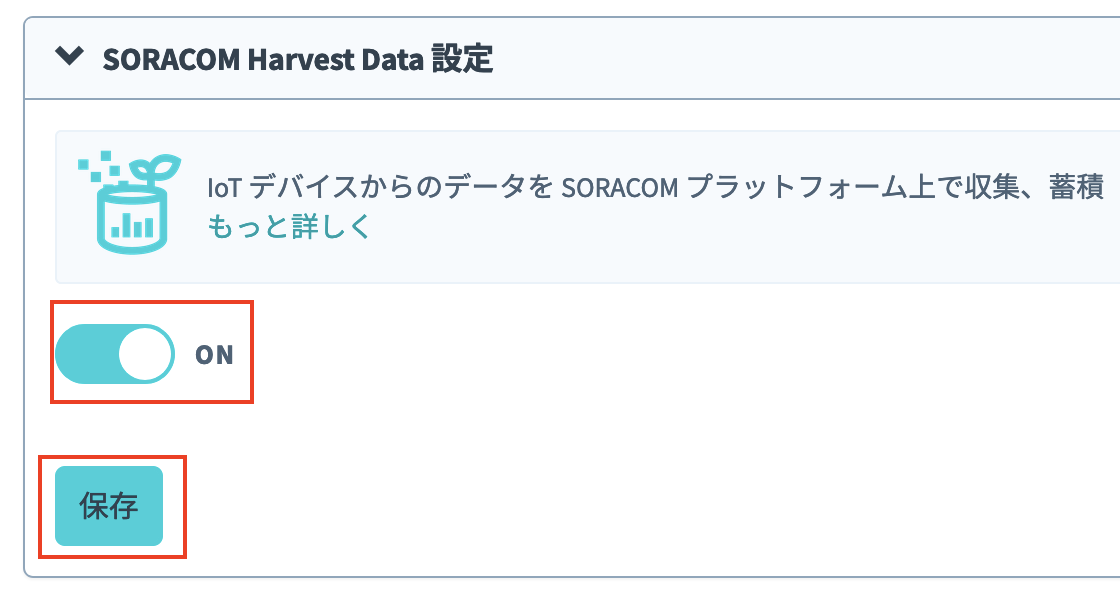 SORACOM Harvest Data 設定
IoT デバイスからのデータを SORACOM プラットフォーム上で収集、蓄積
もっと詳しく
ON
保存